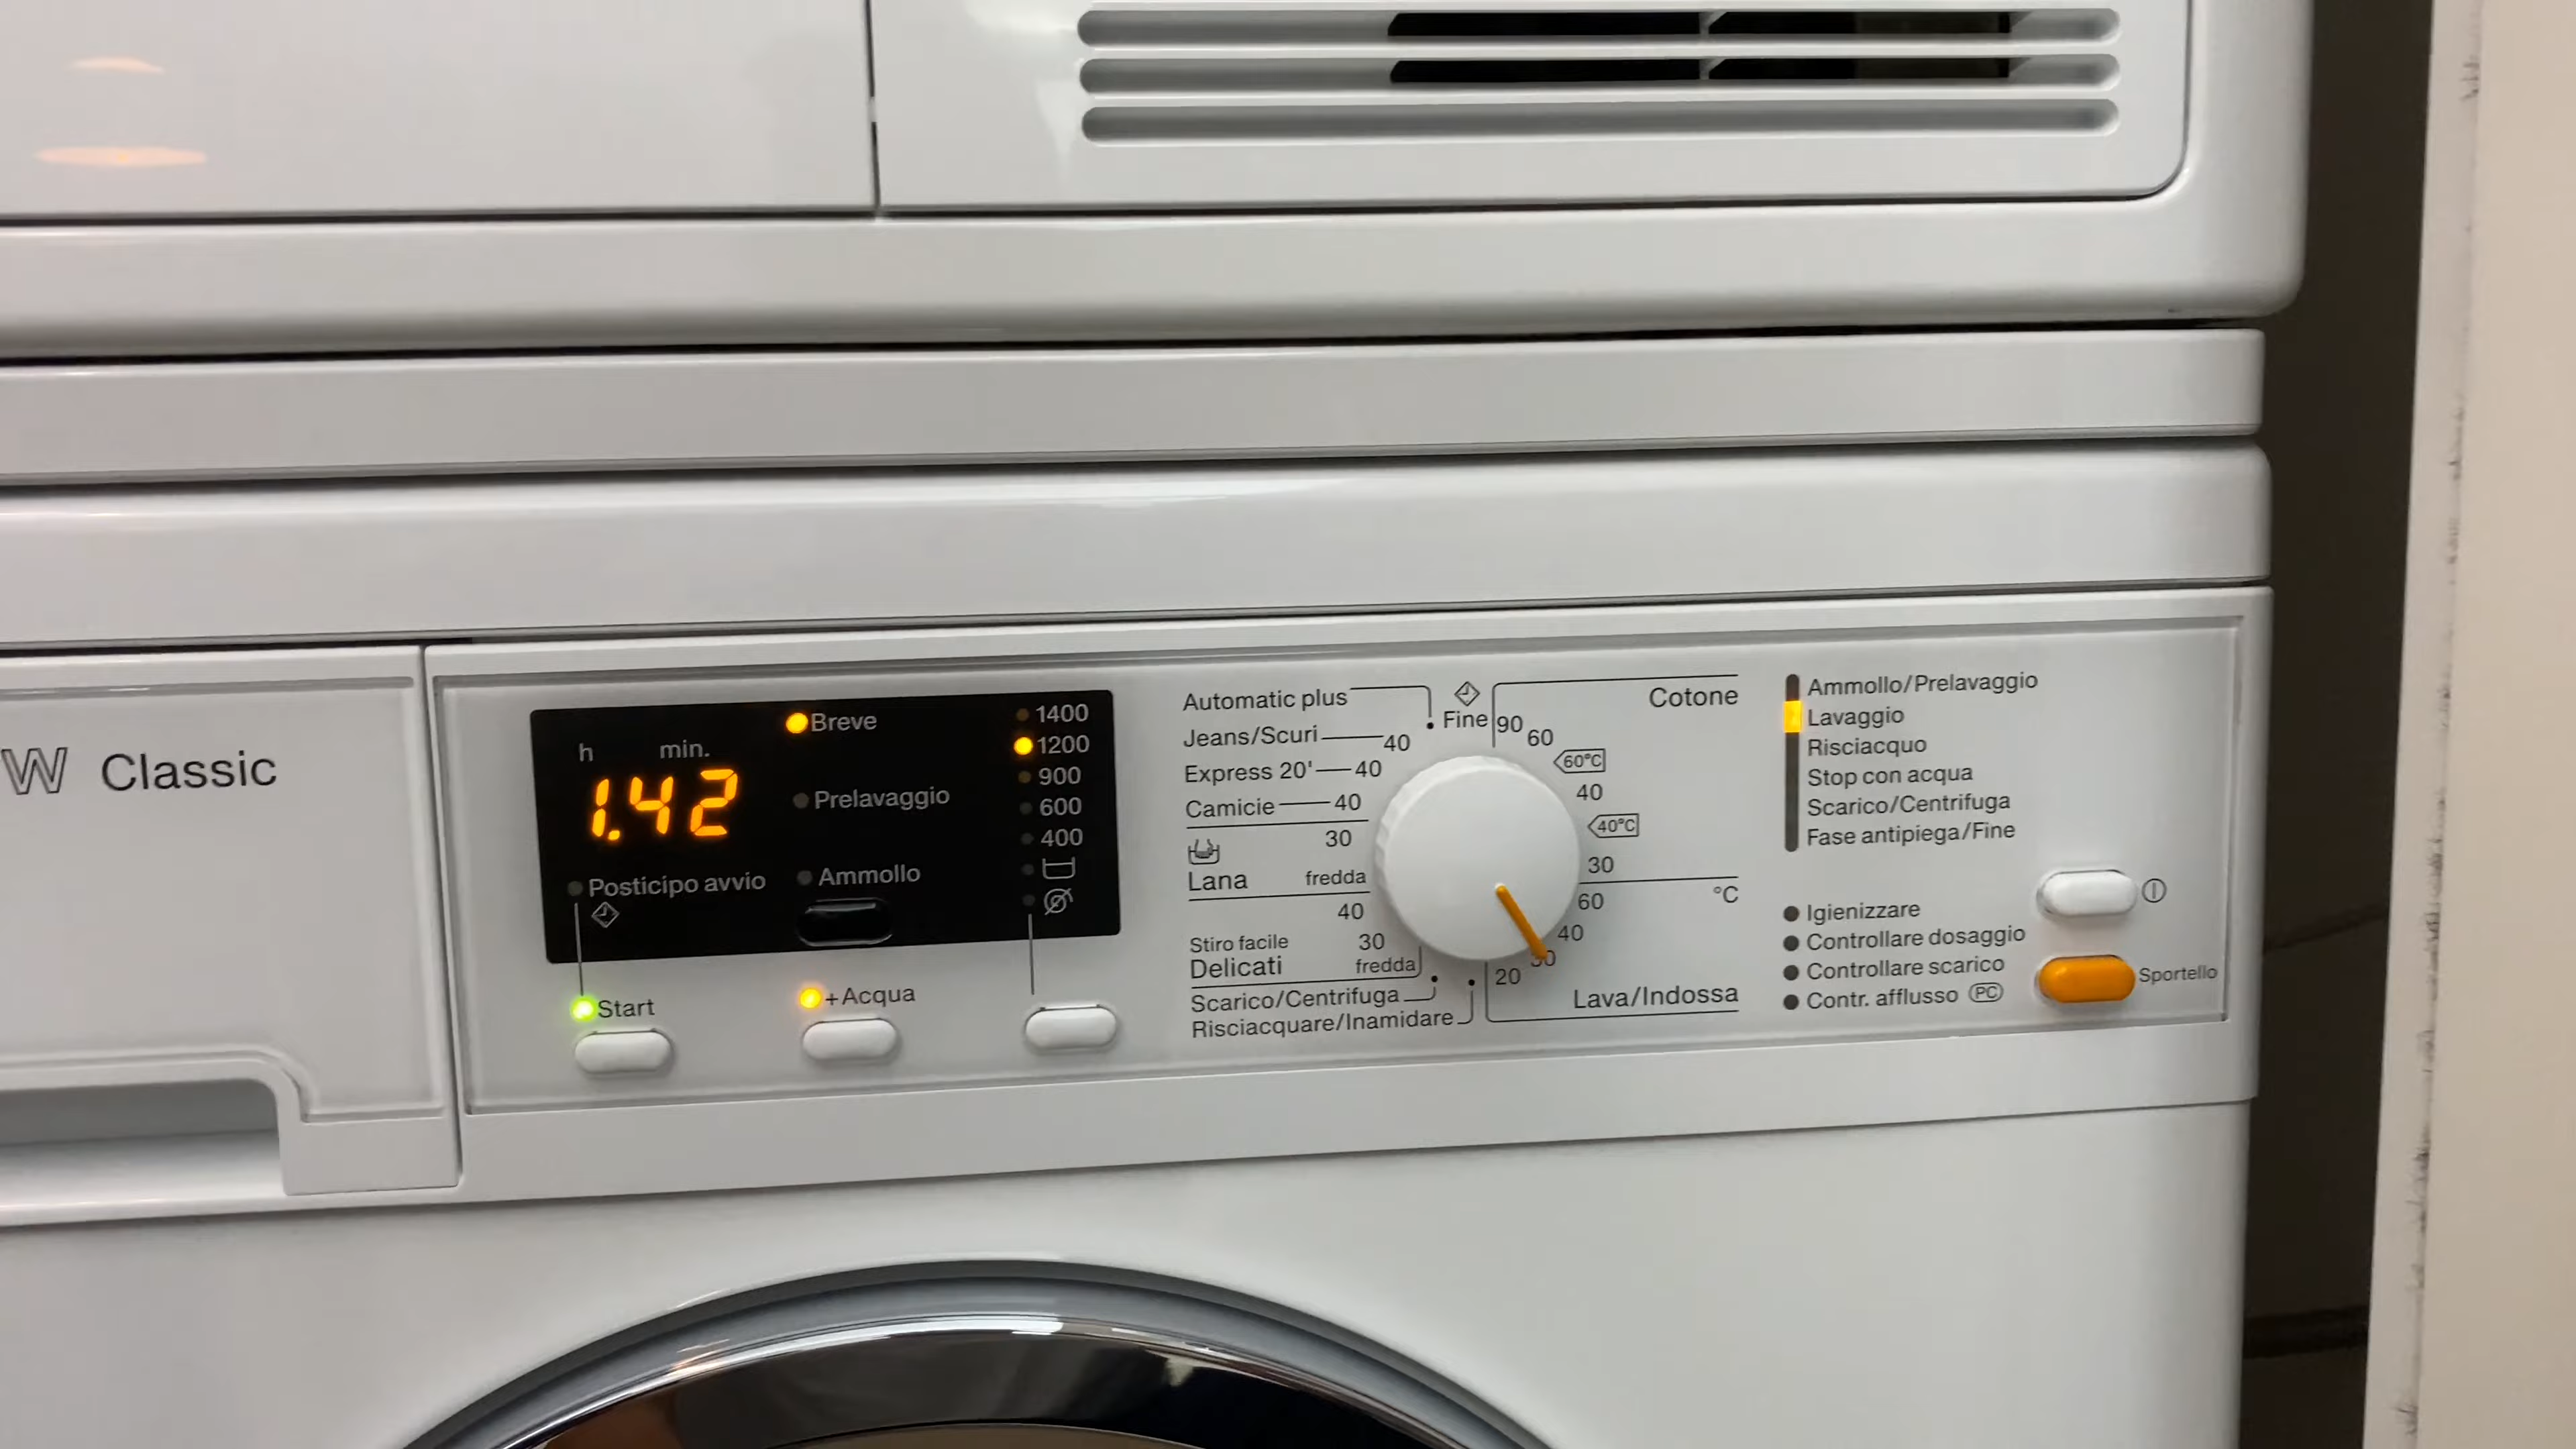 W Classic
h min.
1.42
Breve
Prelavaggio
Posticipo avvio
Ammollo
1400
1200
900
600
400
Start
+Acqua
Automatic plus
Jeans/Scuri 40
Express 20' 40
Camicie 40
30
Lana fredda
40
Stiro facile 30
Delicati fredda
Scarico/Centrifuga
Risciacquare/Inamidare
Fine
Cotone
90
60
60°C
40
40°C
30
°C
60
40
30
20
Lava/Indossa
Ammollo/Prelavaggio
Lavaggio
Risciacquo
Stop con acqua
Scarico/Centrifuga
Fase antipiega/Fine
Igienizzare
Controllare dosaggio
Controllare scarico
Contr. afflusso PC
Sportello